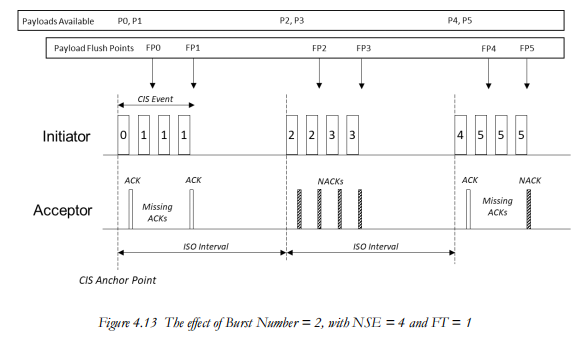 Payloads Available P0, P1 P2, P3 P4, P5
Payload Flush Points FP0 FP1 FP2 FP3 FP4 FP5
CIS Event
Initiator 0 1 1 1 2 2 3 3 4 5 5 5
ACK ACK NACKs ACK NACK
Acceptor Missing ACKs Missing ACKs
ISO Interval ISO Interval
CIS Anchor Point
Figure 4.13 The effect of Burst Number = 2, with NSE = 4 and FT = 1